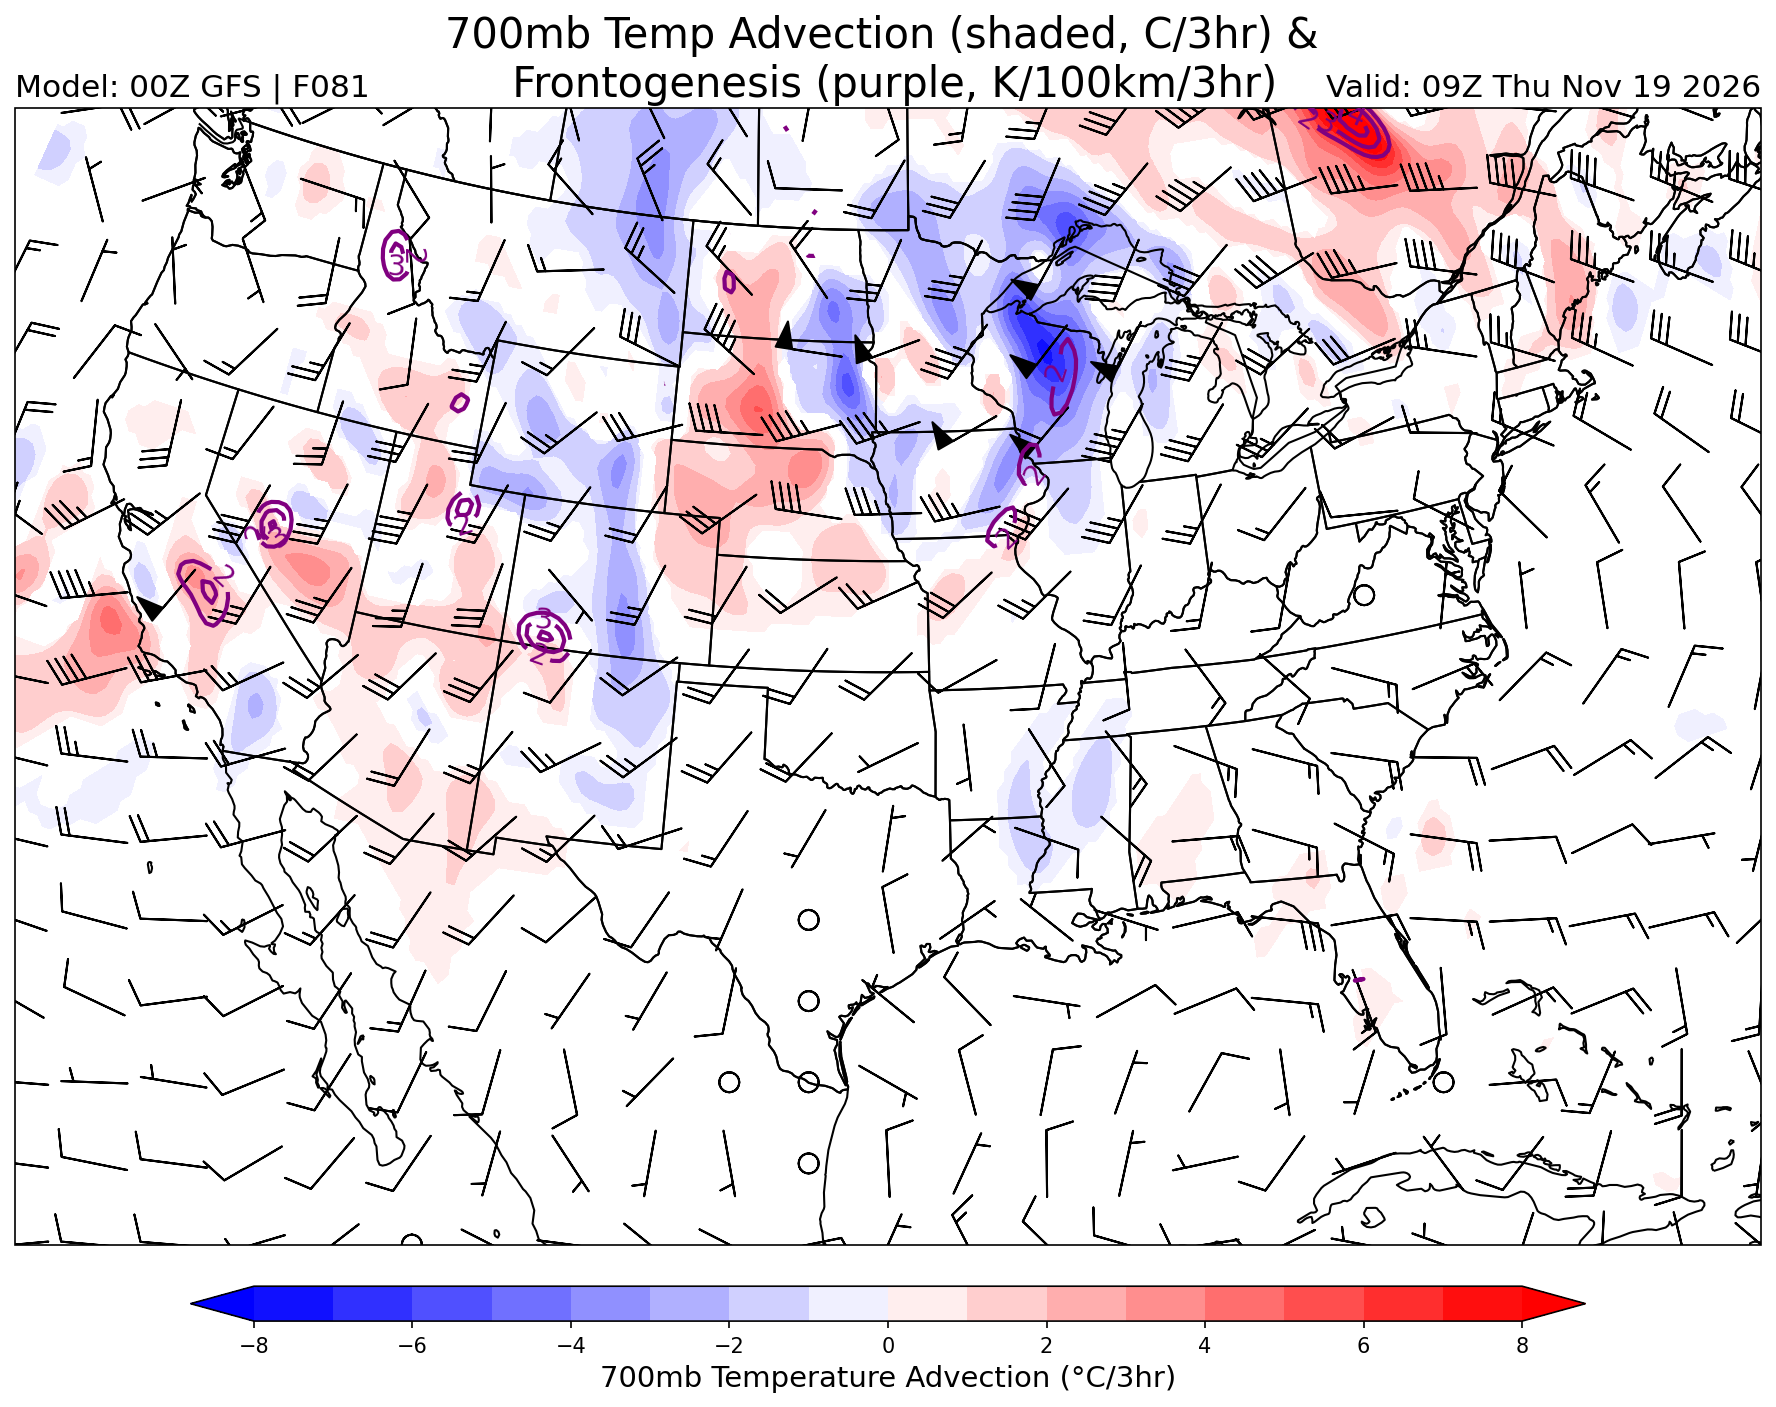 700mb Temp Advection (shaded, C/3hr) &
Model: 00Z GFS | F081
Frontogenesis (purple, K/100km/3hr)
Valid: 09Z Thu Nov 19 2026
−8 −6 −4 −2 0 2 4 6 8
700mb Temperature Advection (°C/3hr)